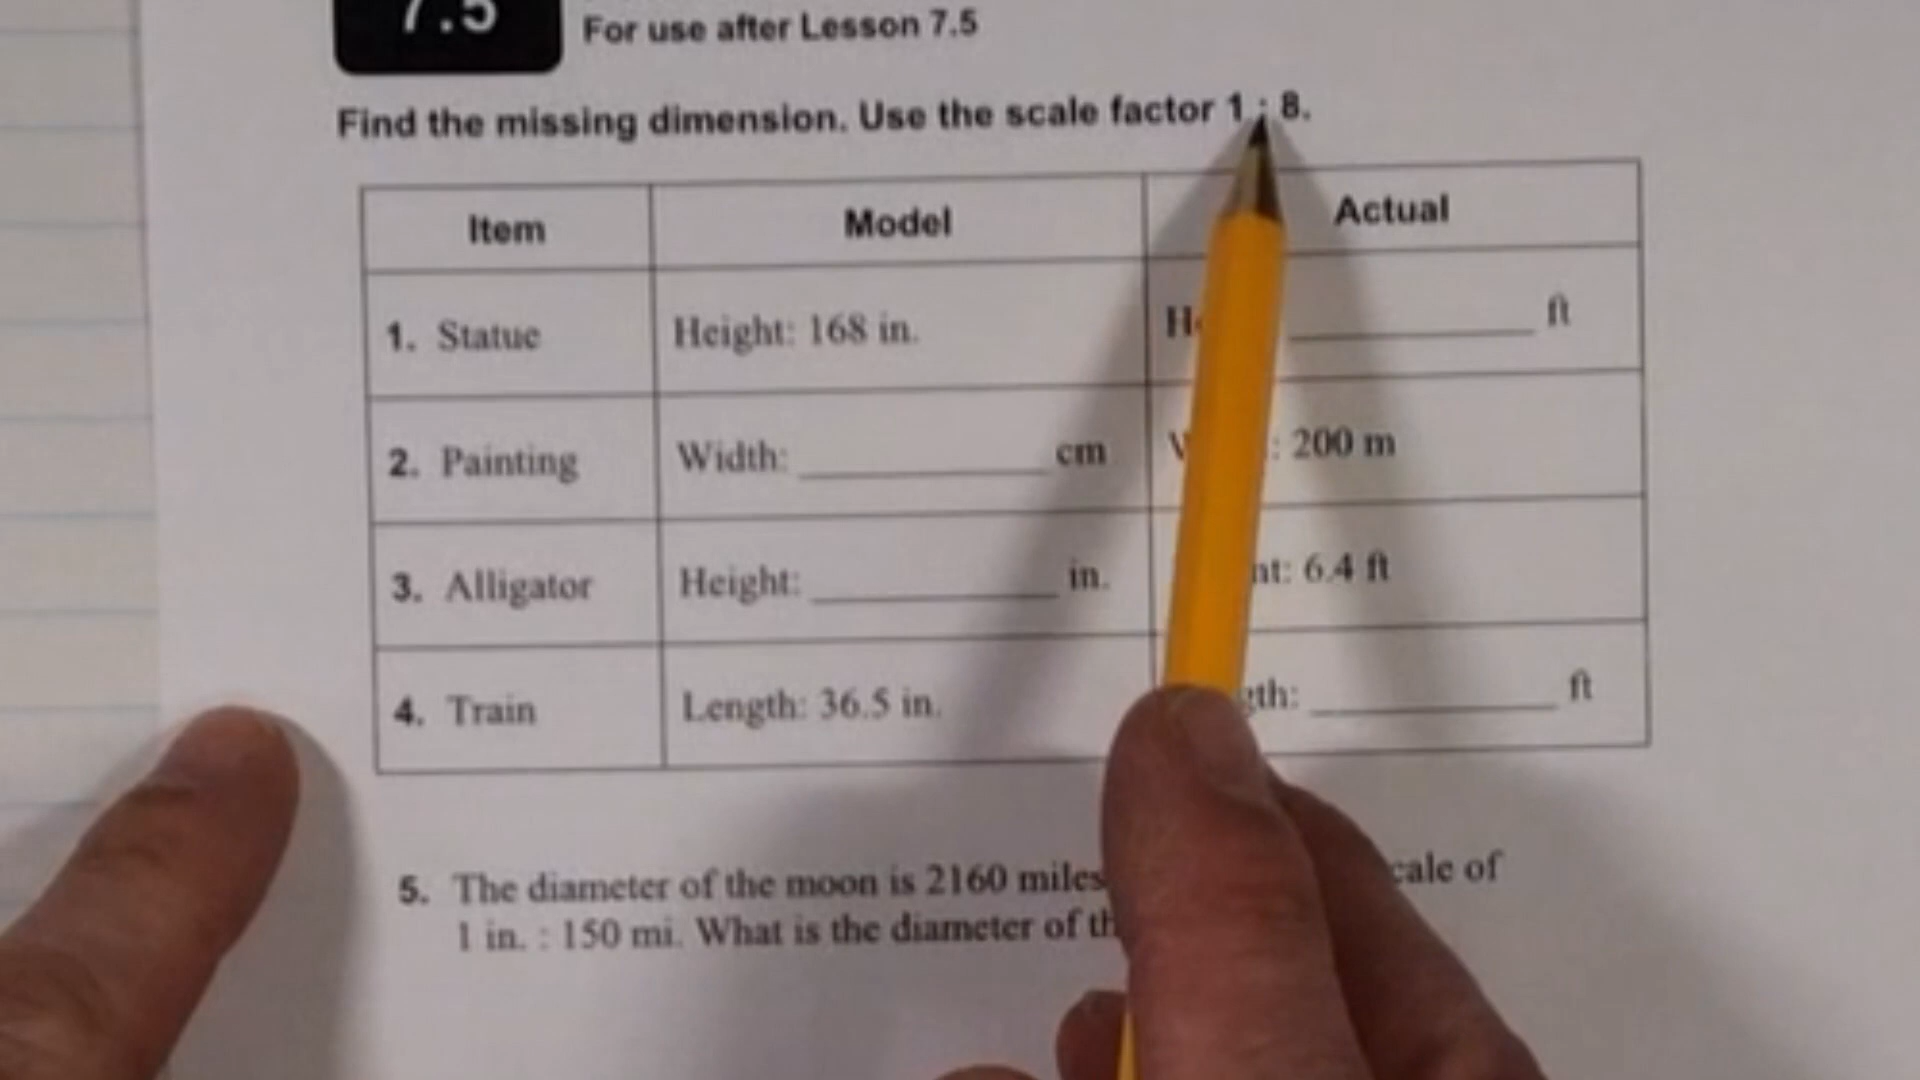 7.5
For use after Lesson 7.5
Find the missing dimension. Use the scale factor 1 : 8.
Item Model Actual
1. Statue Height: 168 in. ft
2. Painting Width: cm : 200 m
3. Alligator Height: in. 6.4 ft
4. Train Length: 36.5 in. ft
5. The diameter of the moon is 2160 miles of
1 in. : 150 mi. What is the diameter of